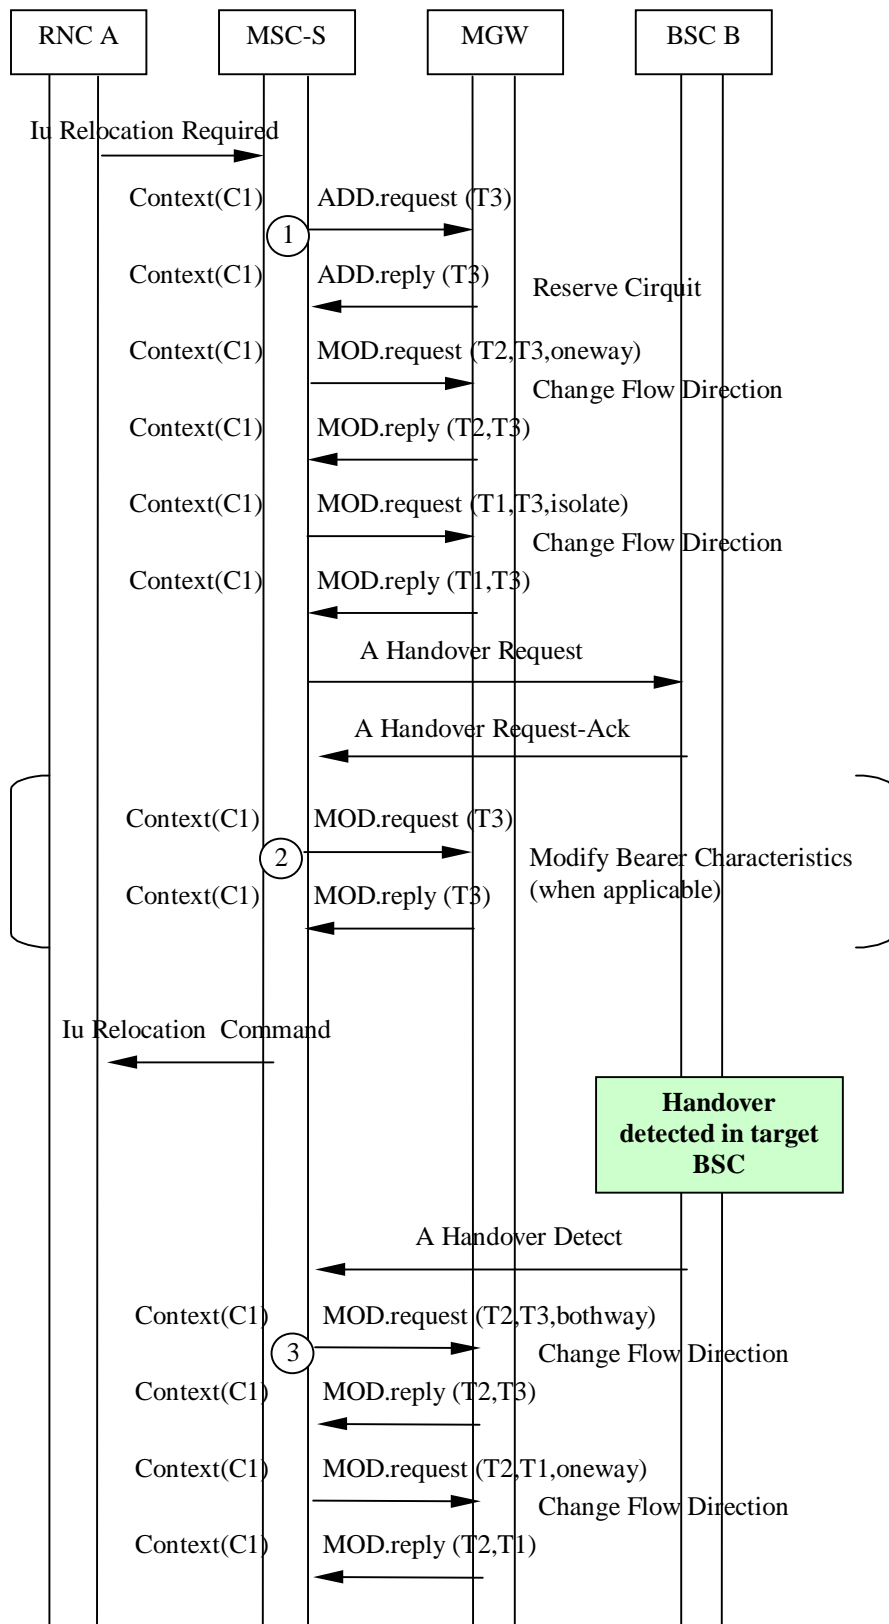 RNC A
MSC-S
MGW
BSC B
Iu Relocation Required
Context(C1)
ADD.request (T3)
1
Context(C1)
ADD.reply (T3)
Reserve Cirquit
Context(C1)
MOD.request (T2,T3,oneway)
Change Flow Direction
Context(C1)
MOD.reply (T2,T3)
Context(C1)
MOD.request (T1,T3,isolate)
Change Flow Direction
Context(C1)
MOD.reply (T1,T3)
A Handover Request
A Handover Request-Ack
Context(C1)
MOD.request (T3)
2
Modify Bearer Characteristics
(when applicable)
Context(C1)
MOD.reply (T3)
Iu Relocation  Command
Handover
detected in target
BSC
A Handover Detect
Context(C1)
MOD.request (T2,T3,bothway)
3
Change Flow Direction
Context(C1)
MOD.reply (T2,T3)
Context(C1)
MOD.request (T2,T1,oneway)
Change Flow Direction
Context(C1)
MOD.reply (T2,T1)